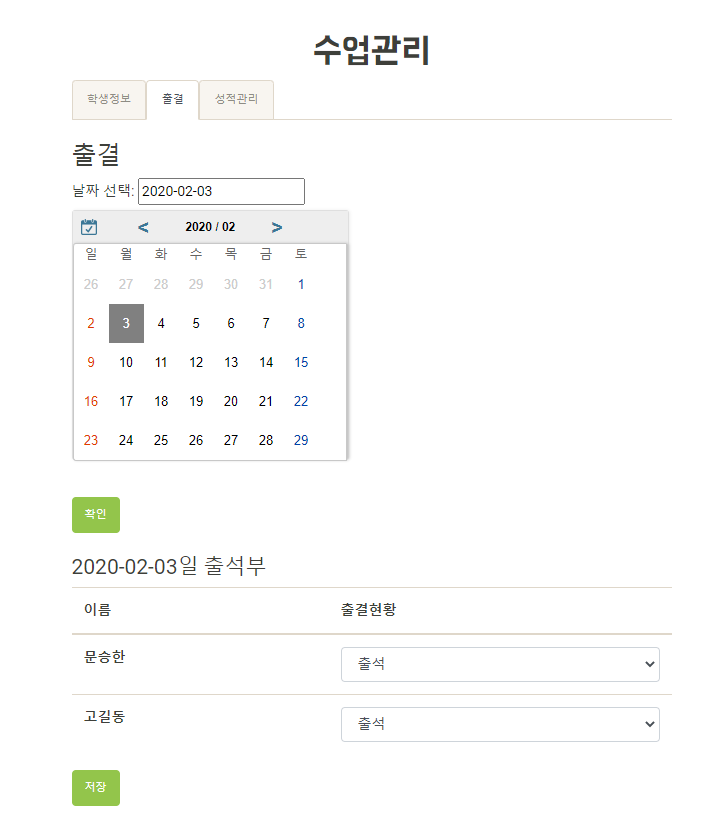 수업관리
학생정보 출결 성적관리
출결
날짜 선택: 2020-02-03
< 2020 / 02 >
일 월 화 수 목 금 토
26 27 28 29 30 31 1
2 3 4 5 6 7 8
9 10 11 12 13 14 15
16 17 18 19 20 21 22
23 24 25 26 27 28 29
확인
2020-02-03일 출석부
이름 출결현황
문승한 출석
고길동 출석
저장